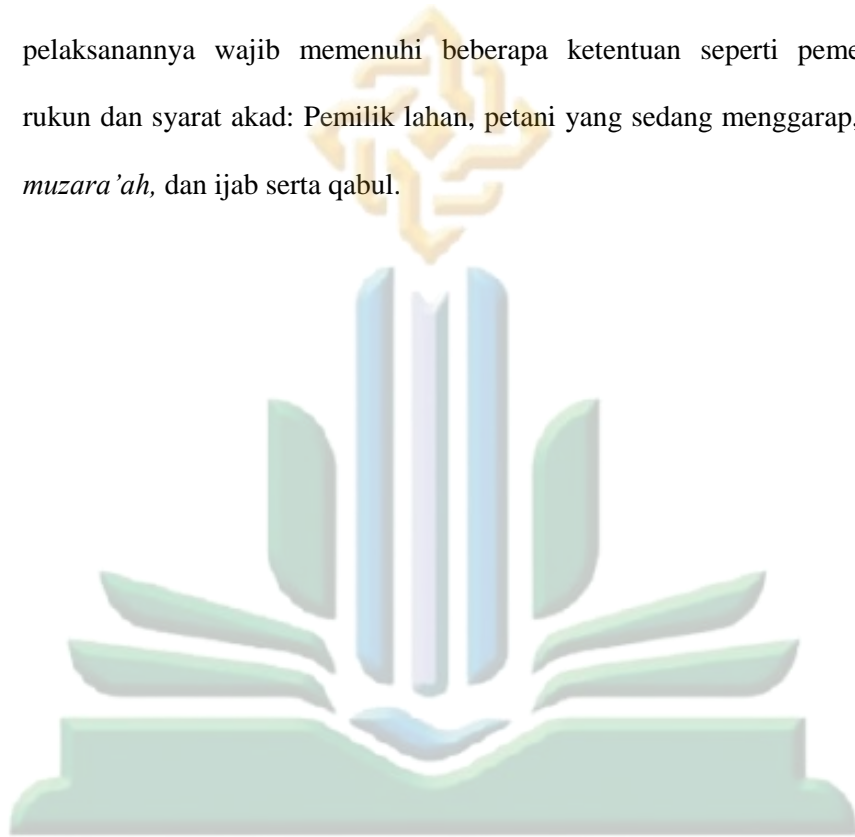 pelaksanannya wajib memenuhi beberapa ketentuan seperti
rukun dan syarat akad: Pemilik lahan, petani yang sedang menggarap,
muzara’ah, dan ijab serta qabul.